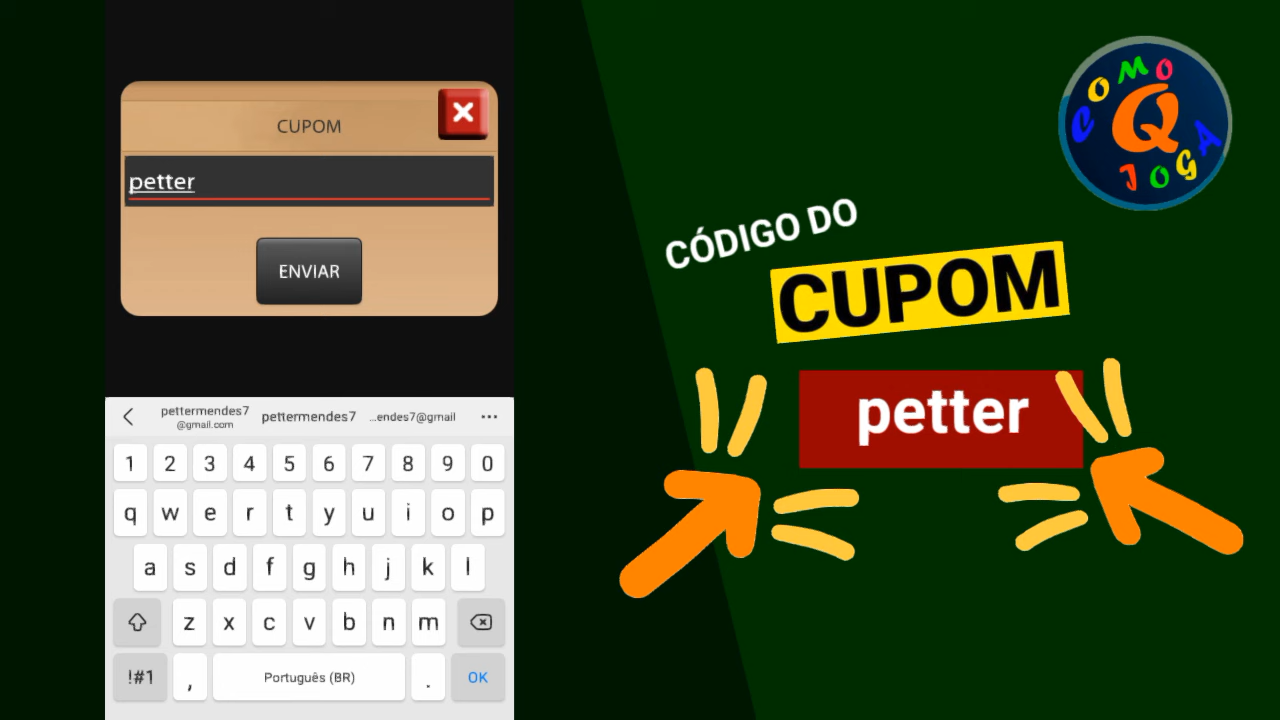 CUPOM
petter
ENVIAR
pettermendes7
@gmail.com
pettermendes7
...endes7@gmail
...
1 2 3 4 5 6 7 8 9 0
q w e r t y u i o p
a s d f g h j k l
z x c v b n m
!#1 , Português (BR) . OK
COMO
Q
JOGA
CÓDIGO DO
CUPOM
petter